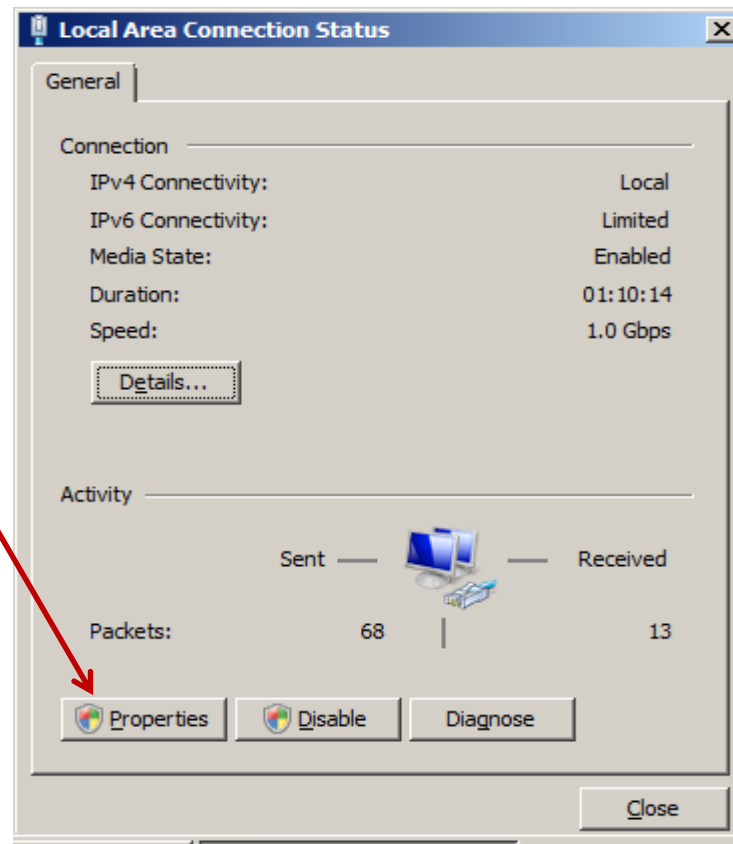 Local Area Connection Status
General
Connection
IPv4 Connectivity: Local
IPv6 Connectivity: Limited
Media State: Enabled
Duration: 01:10:14
Speed: 1.0 Gbps
Details...
Activity
Sent Received
Packets: 68 13
Properties Disable Diagnose
Close